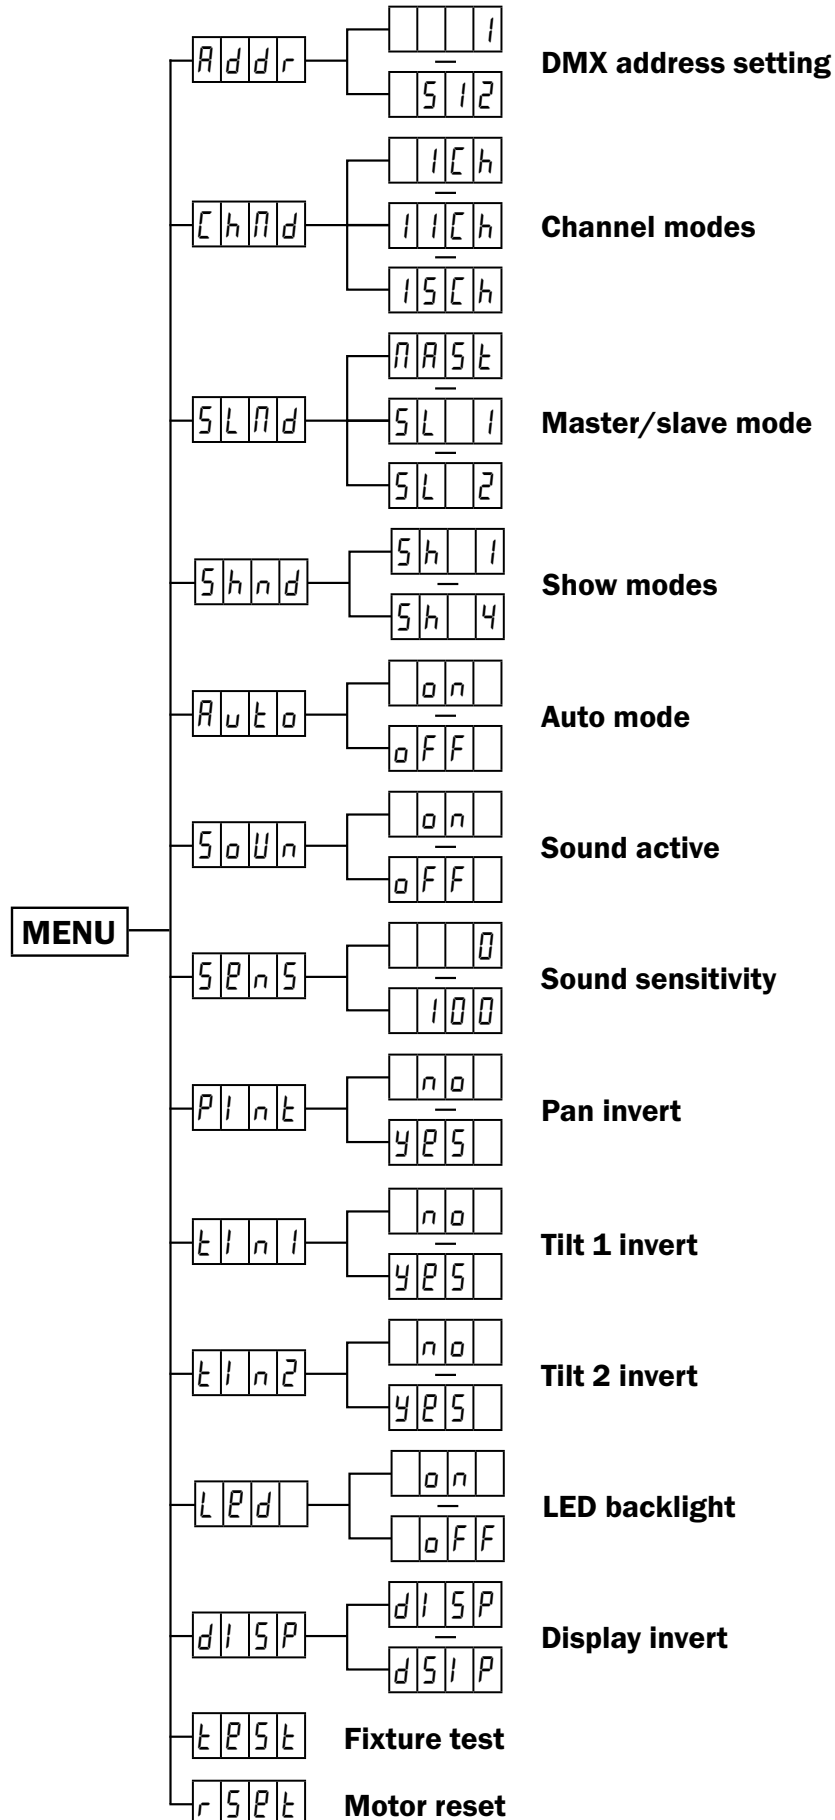 Addr
1
512
DMX address setting
ChMd
1Ch
11Ch
15Ch
Channel modes
SLMd
MASt
SL 1
SL 2
Master/slave mode
Shnd
Sh 1
Sh 4
Show modes
Auto
on
oFF
Auto mode
SoUn
on
oFF
Sound active
MENU
SenS
0
100
Sound sensitivity
PInt
no
yeS
Pan invert
tIn1
no
yeS
Tilt 1 invert
tIn2
no
yeS
Tilt 2 invert
Led
on
oFF
LED backlight
dISP
dISP
dSIP
Display invert
teSt
Fixture test
rSet
Motor reset